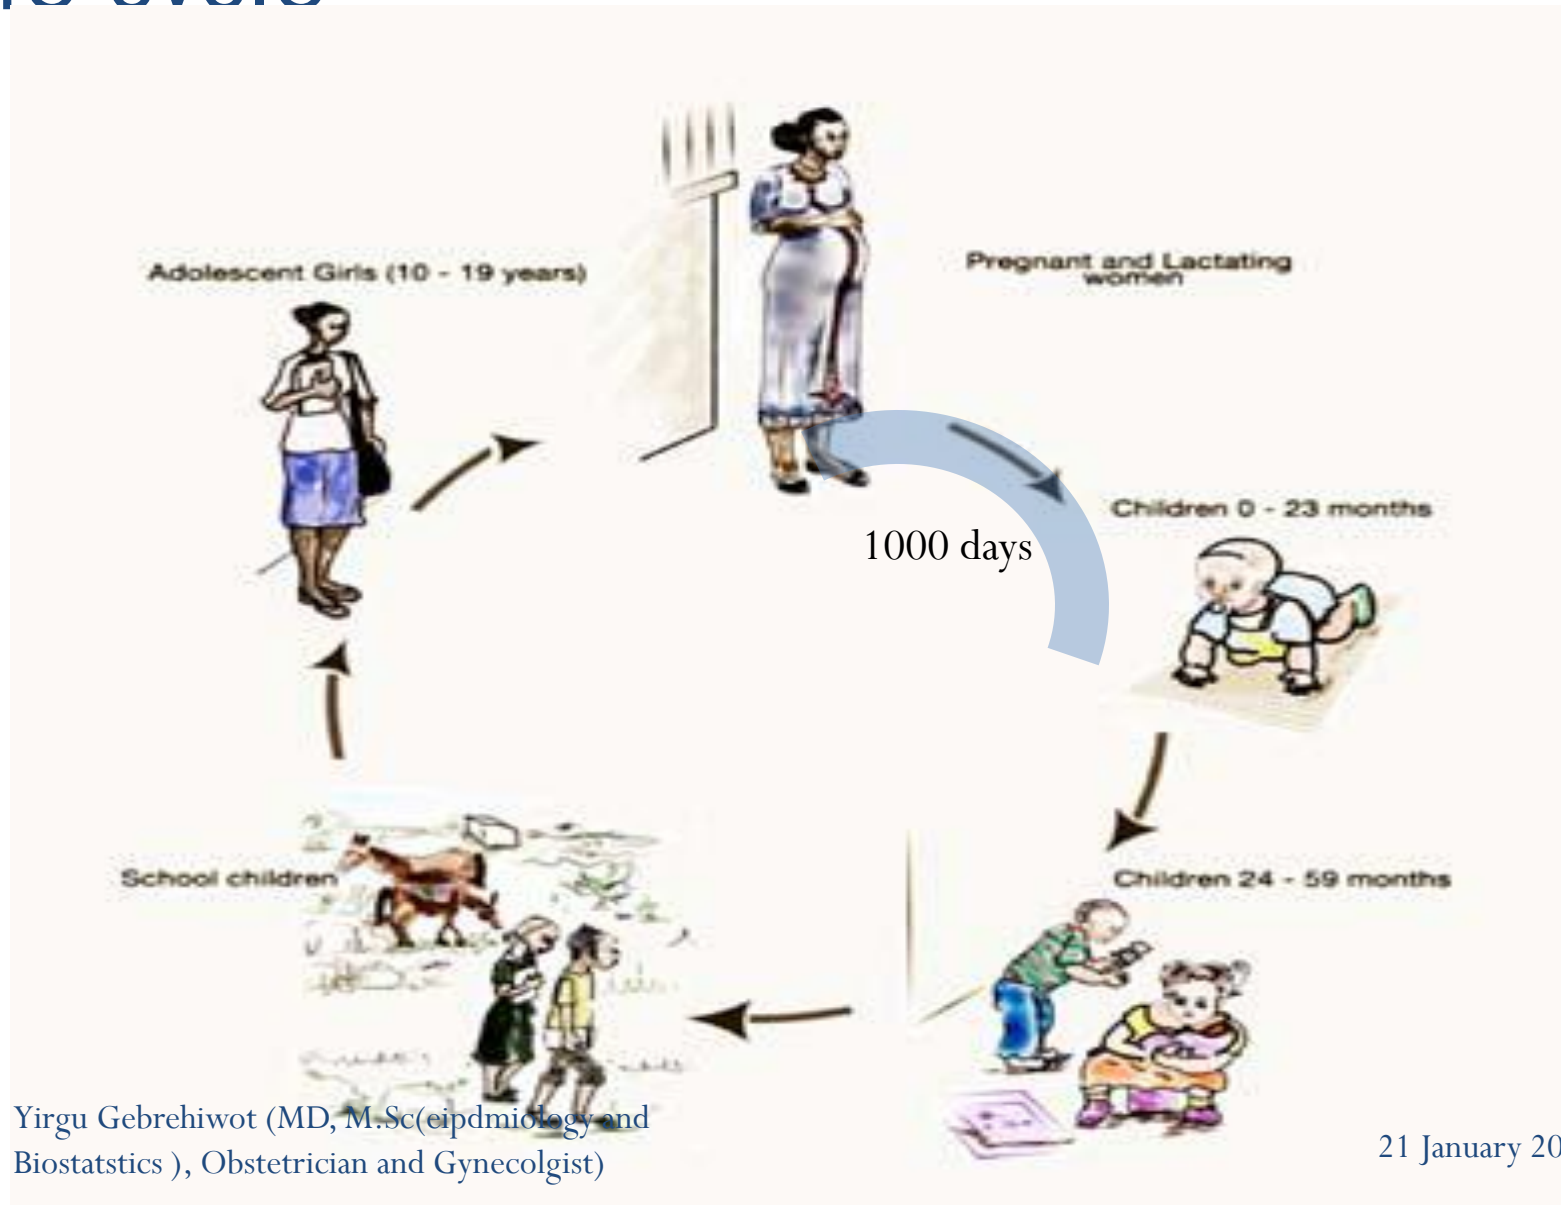 Adolescent Girls (10 - 19 years)
Pregnant and Lactating
women
1000 days
Children 0 - 23 months
School children
Children 24 - 59 months
Yirgu Gebrehiwot (MD, M.Sc(eipdmiology and
Biostatstics ), Obstetrician and Gynecolgist)
21 January 20